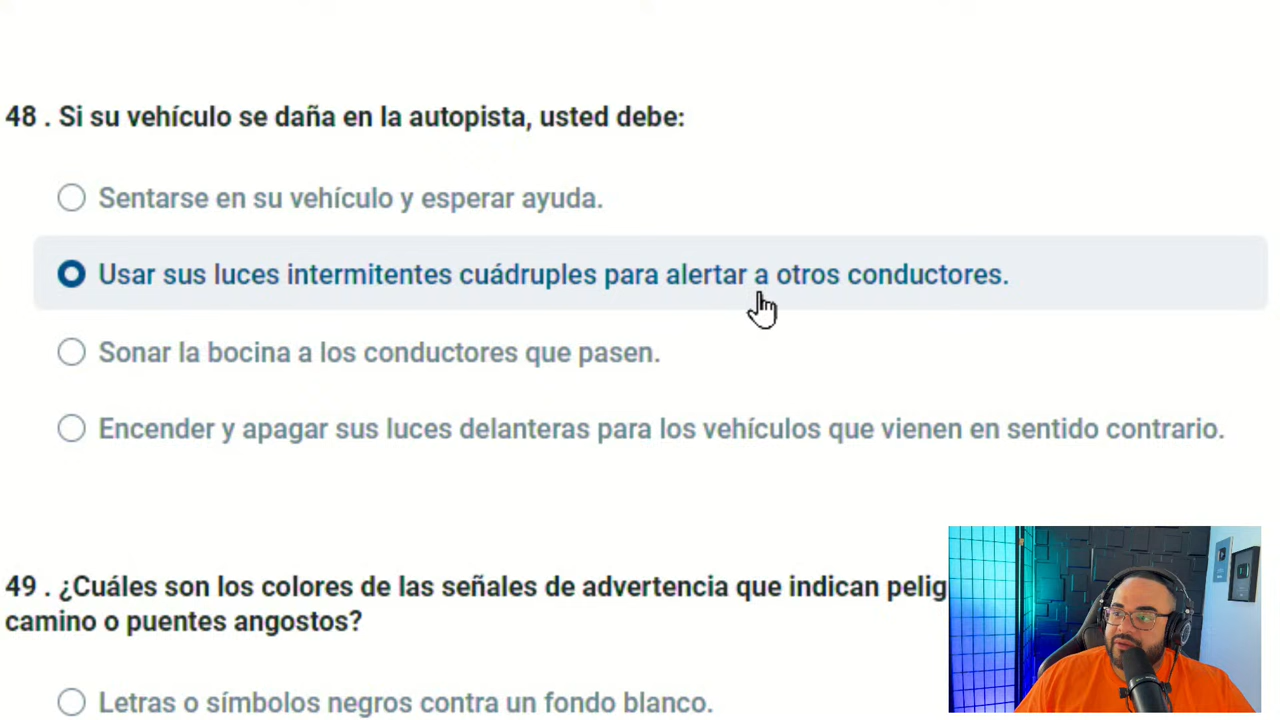 48 . Si su vehículo se daña en la autopista, usted debe:
Sentarse en su vehículo y esperar ayuda.
Usar sus luces intermitentes cuádruples para alertar a otros conductores.
Sonar la bocina a los conductores que pasen.
Encender y apagar sus luces delanteras para los vehículos que vienen en sentido contrario.
49 . ¿Cuáles son los colores de las señales de advertencia que indican pelig
camino o puentes angostos?
Letras o símbolos negros contra un fondo blanco.